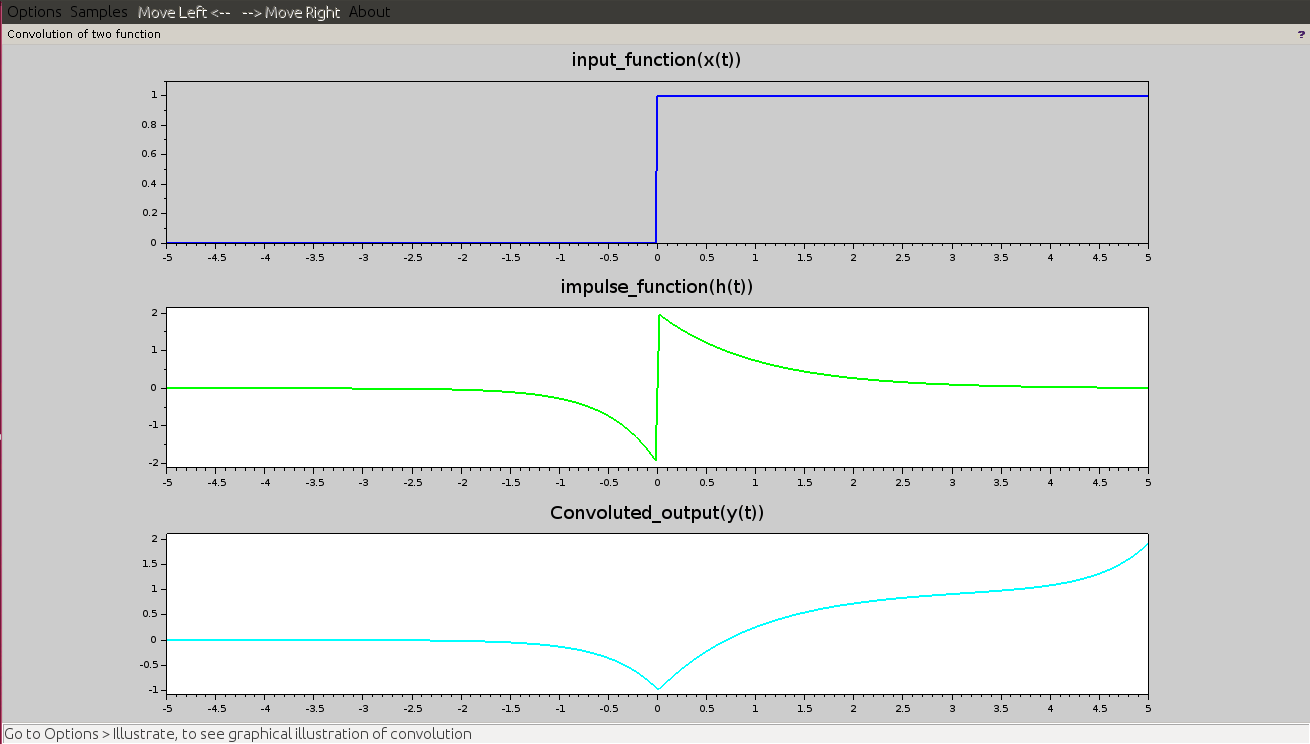 Options Samples Move Left <-- --> Move Right About
Convolution of two function ?
input_function(x(t))
1
0.8
0.6
0.4
0.2
0
-5 -4.5 -4 -3.5 -3 -2.5 -2 -1.5 -1 -0.5 0 0.5 1 1.5 2 2.5 3 3.5 4 4.5 5
impulse_function(h(t))
2
1
0
-1
-2
-5 -4.5 -4 -3.5 -3 -2.5 -2 -1.5 -1 -0.5 0 0.5 1 1.5 2 2.5 3 3.5 4 4.5 5
Convoluted_output(y(t))
2
1.5
1
0.5
0
-0.5
-1
-5 -4.5 -4 -3.5 -3 -2.5 -2 -1.5 -1 -0.5 0 0.5 1 1.5 2 2.5 3 3.5 4 4.5 5
Go to Options > Illustrate, to see graphical illustration of convolution